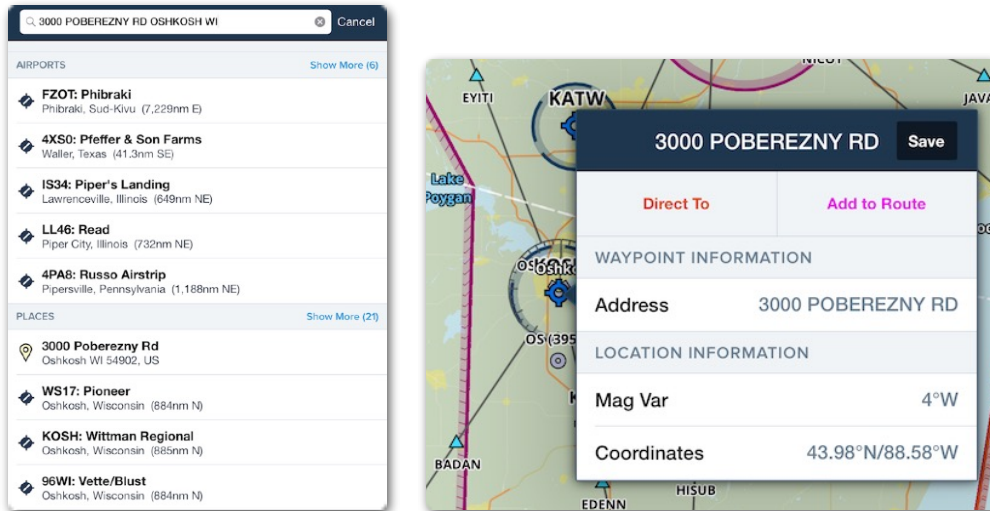 3000 POBEREZNY RD OSHKOSH WI
Cancel
AIRPORTS
Show More (6)
FZOT: Phibraki
Phibraki, Sud-Kivu (7,229nm E)
4XS0: Pfeffer & Son Farms
Waller, Texas (41.3nm SE)
IS34: Piper's Landing
Lawrenceville, Illinois (649nm NE)
LL46: Read
Piper City, Illinois (732nm NE)
4PA8: Russo Airstrip
Pipersville, Pennsylvania (1,188nm NE)
PLACES
Show More (21)
3000 Poberezny Rd
Oshkosh WI 54902, US
WS17: Pioneer
Oshkosh, Wisconsin (884nm N)
KOSH: Wittman Regional
Oshkosh, Wisconsin (885nm N)
96WI: Vette/Blust
Oshkosh, Wisconsin (884nm N)
EYITI
KATW
Lake
Poygan
OS (395
BADAN
EDENN
HISUB
3000 POBEREZNY RD
Save
Direct To
Add to Route
WAYPOINT INFORMATION
Address
3000 POBEREZNY RD
LOCATION INFORMATION
Mag Var
4°W
Coordinates
43.98°N/88.58°W